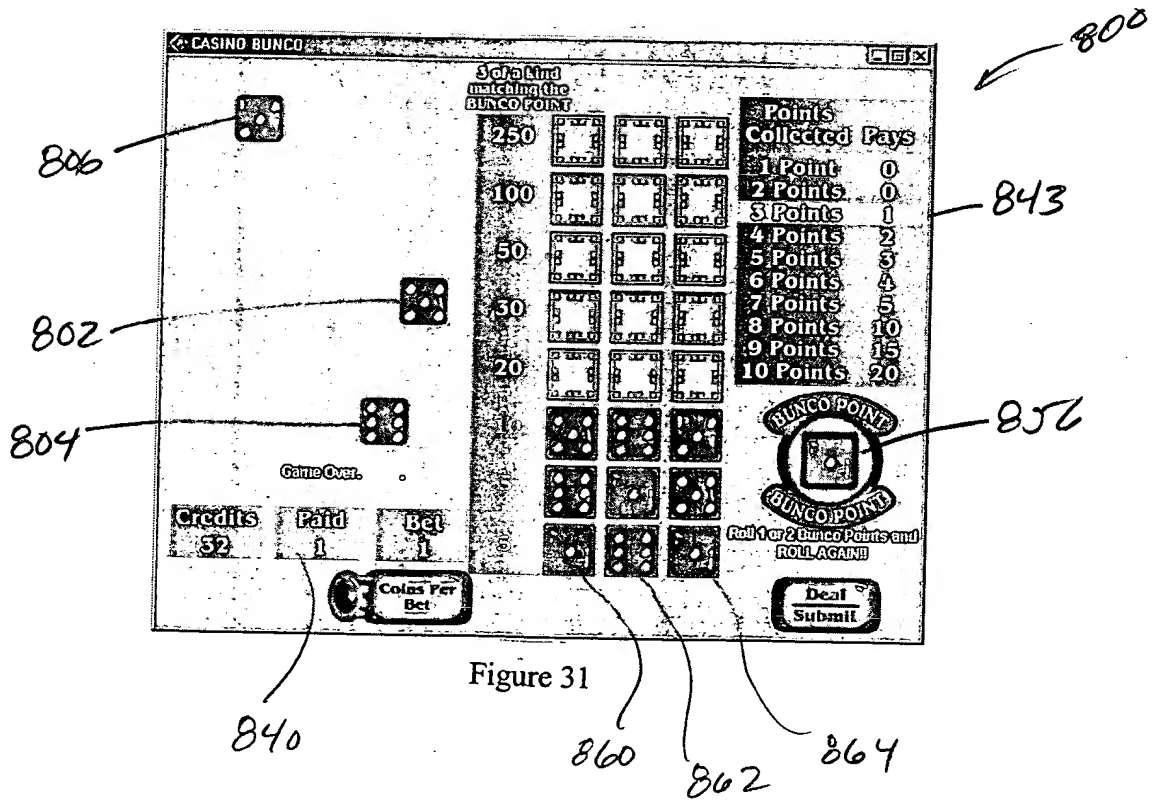 800
CASINO BUNCO
3 of a kind
matching the
BUNCO POINT
806
250
100
50
30
20
Points
Collected Pays
1 Point 0
2 Points 0
3 Points 1
4 Points 2
5 Points 3
6 Points 4
7 Points 5
8 Points 10
9 Points 15
10 Points 20
843
802
804
BUNCO POINT
856
BUNCO POINT
Game Over.
Roll 1 or 2 Bunco Points and
ROLL AGAIN!!
Credits Paid Bet
32 1 1
Coins Per
Bet
Deal
Submit
Figure 31
840
860
862
864